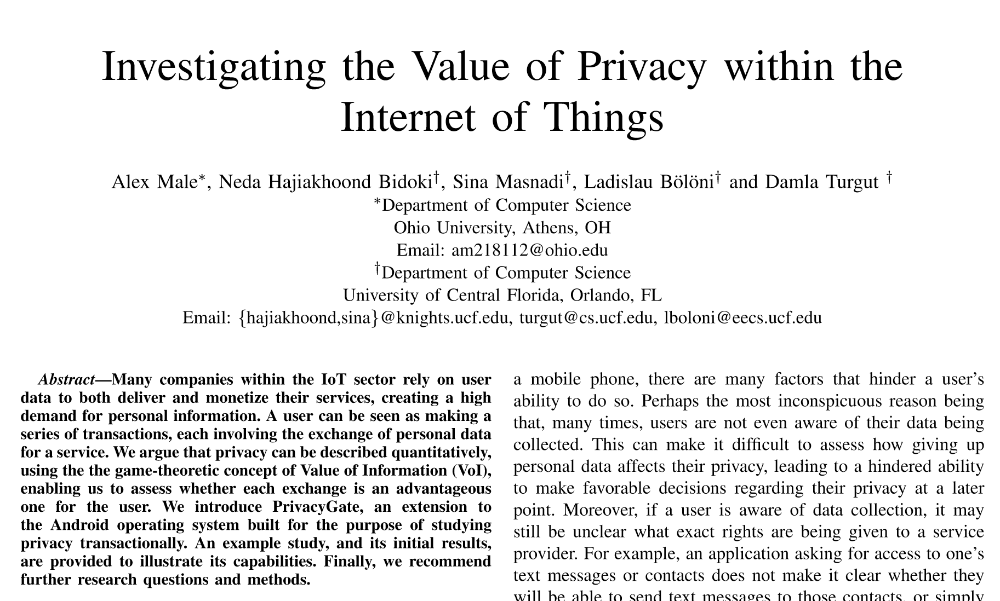 Investigating the Value of Privacy within the
Internet of Things
Alex Male*, Neda Hajiakhoond Bidoki†, Sina Masnadi†, Ladislau Bölöni† and Damla Turgut †
*Department of Computer Science
Ohio University, Athens, OH
Email: am218112@ohio.edu
†Department of Computer Science
University of Central Florida, Orlando, FL
Email: {hajiakhoond,sina}@knights.ucf.edu, turgut@cs.ucf.edu, lboloni@eecs.ucf.edu
Abstract—Many companies within the IoT sector rely on user
data to both deliver and monetize their services, creating a high
demand for personal information. A user can be seen as making a
series of transactions, each involving the exchange of personal data
for a service. We argue that privacy can be described quantitatively,
using the the game-theoretic concept of Value of Information (VoI),
enabling us to assess whether each exchange is an advantageous
one for the user. We introduce PrivacyGate, an extension to
the Android operating system built for the purpose of studying
privacy transactionally. An example study, and its initial results,
are provided to illustrate its capabilities. Finally, we recommend
further research questions and methods.
a mobile phone, there are many factors that hinder a user's
ability to do so. Perhaps the most inconspicuous reason being
that, many times, users are not even aware of their data being
collected. This can make it difficult to assess how giving up
personal data affects their privacy, leading to a hindered ability
to make favorable decisions regarding their privacy at a later
point. Moreover, if a user is aware of data collection, it may
still be unclear what exact rights are being given to a service
provider. For example, an application asking for access to one's
text messages or contacts does not make it clear whether they
will be able to send text messages to those contacts, or simply